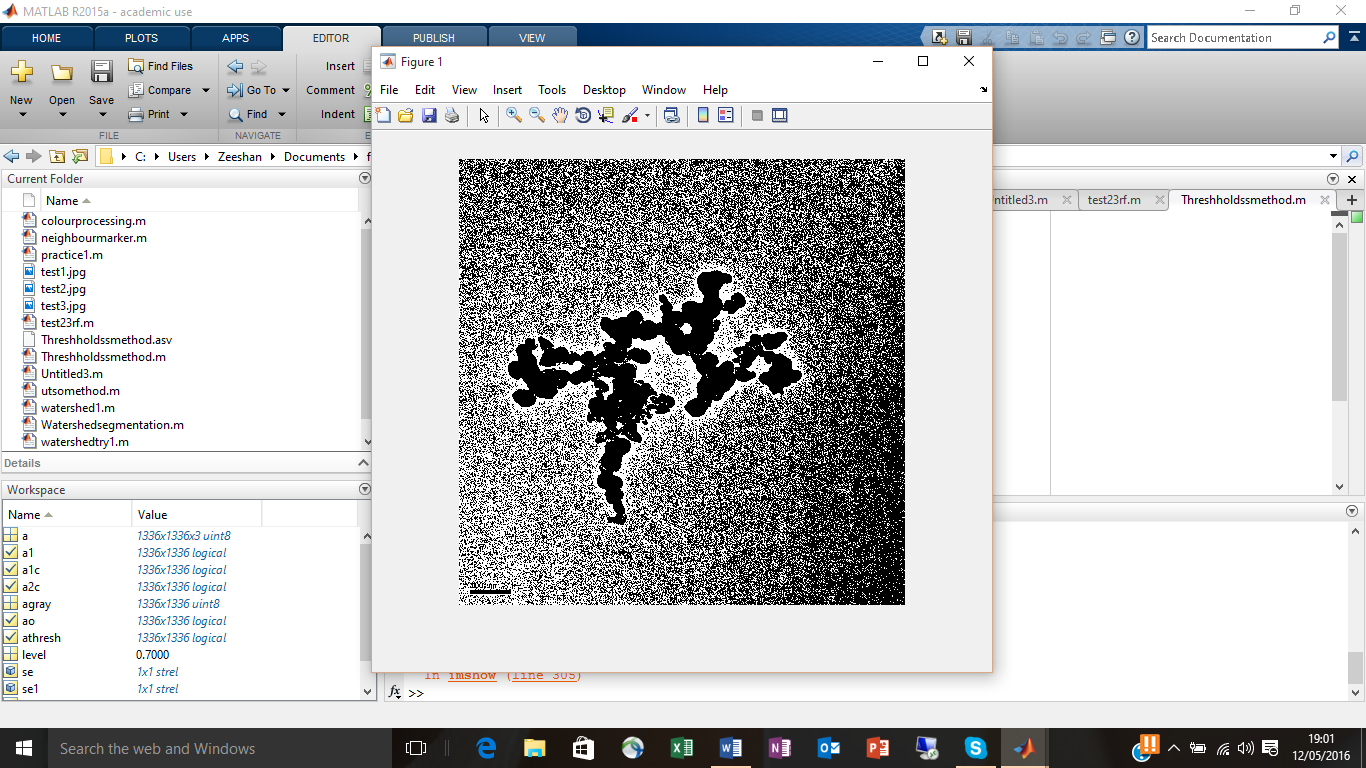 MATLAB R2015a - academic use
HOME PLOTS APPS EDITOR PUBLISH VIEW
Search Documentation
Figure 1
File Edit View Insert Tools Desktop Window Help
New Open Save
Find Files
Compare
Print
Go To
Find
Insert
Comment
Indent
FILE NAVIGATE
C: Users Zeeshan Documents f
Current Folder
Name
colourprocessing.m
neighbourmarker.m
practice1.m
test1.jpg
test2.jpg
test3.jpg
test23rf.m
Threshholdssmethod.asv
Threshholdssmethod.m
Untitled3.m
utsomethod.m
watershed1.m
Watershedsegmentation.m
watershedtry1.m
Details
ntitled3.m test23rf.m Threshholdssmethod.m
Workspace
Name Value
a 1336x1336x3 uint8
a1 1336x1336 logical
a1c 1336x1336 logical
a2c 1336x1336 logical
agray 1336x1336 uint8
ao 1336x1336 logical
athresh 1336x1336 logical
level 0.7000
se 1x1 strel
se1 1x1 strel
In imshow (line 305)
fx >>
Search the web and Windows
19:01
12/05/2016